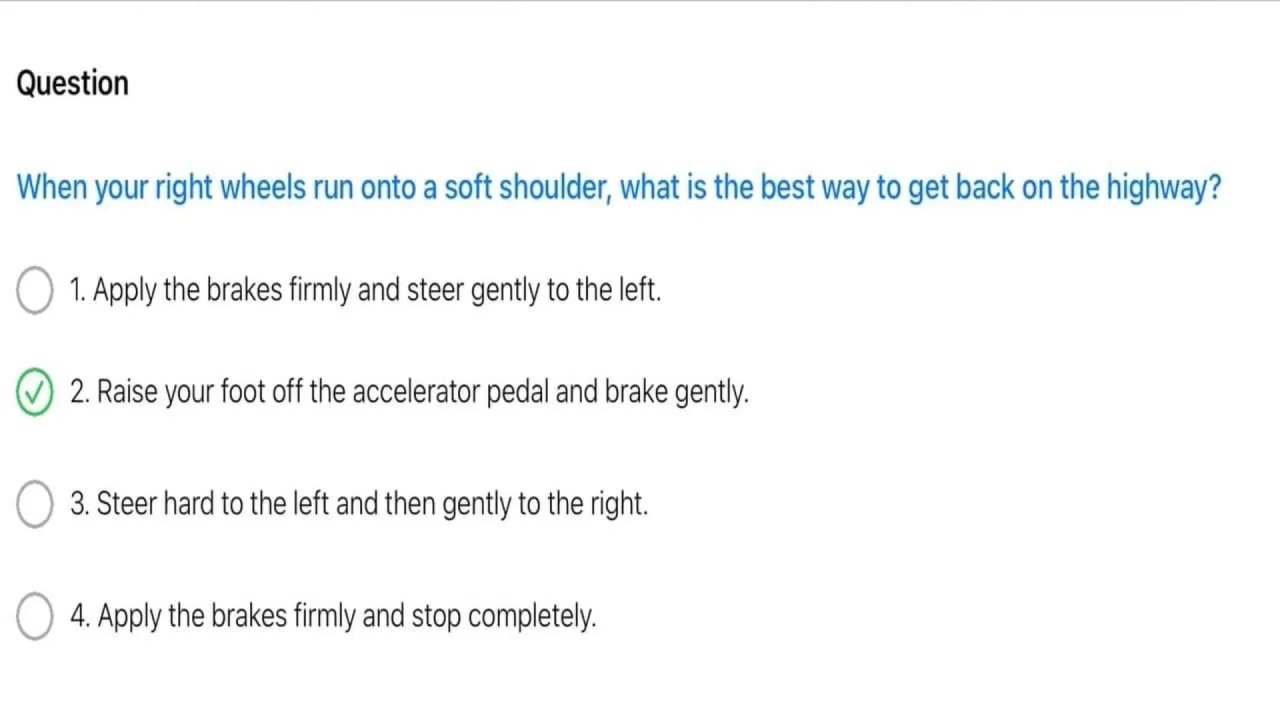 Question
When your right wheels run onto a soft shoulder, what is the best way to get back on the highway?
1. Apply the brakes firmly and steer gently to the left.
2. Raise your foot off the accelerator pedal and brake gently.
3. Steer hard to the left and then gently to the right.
4. Apply the brakes firmly and stop completely.